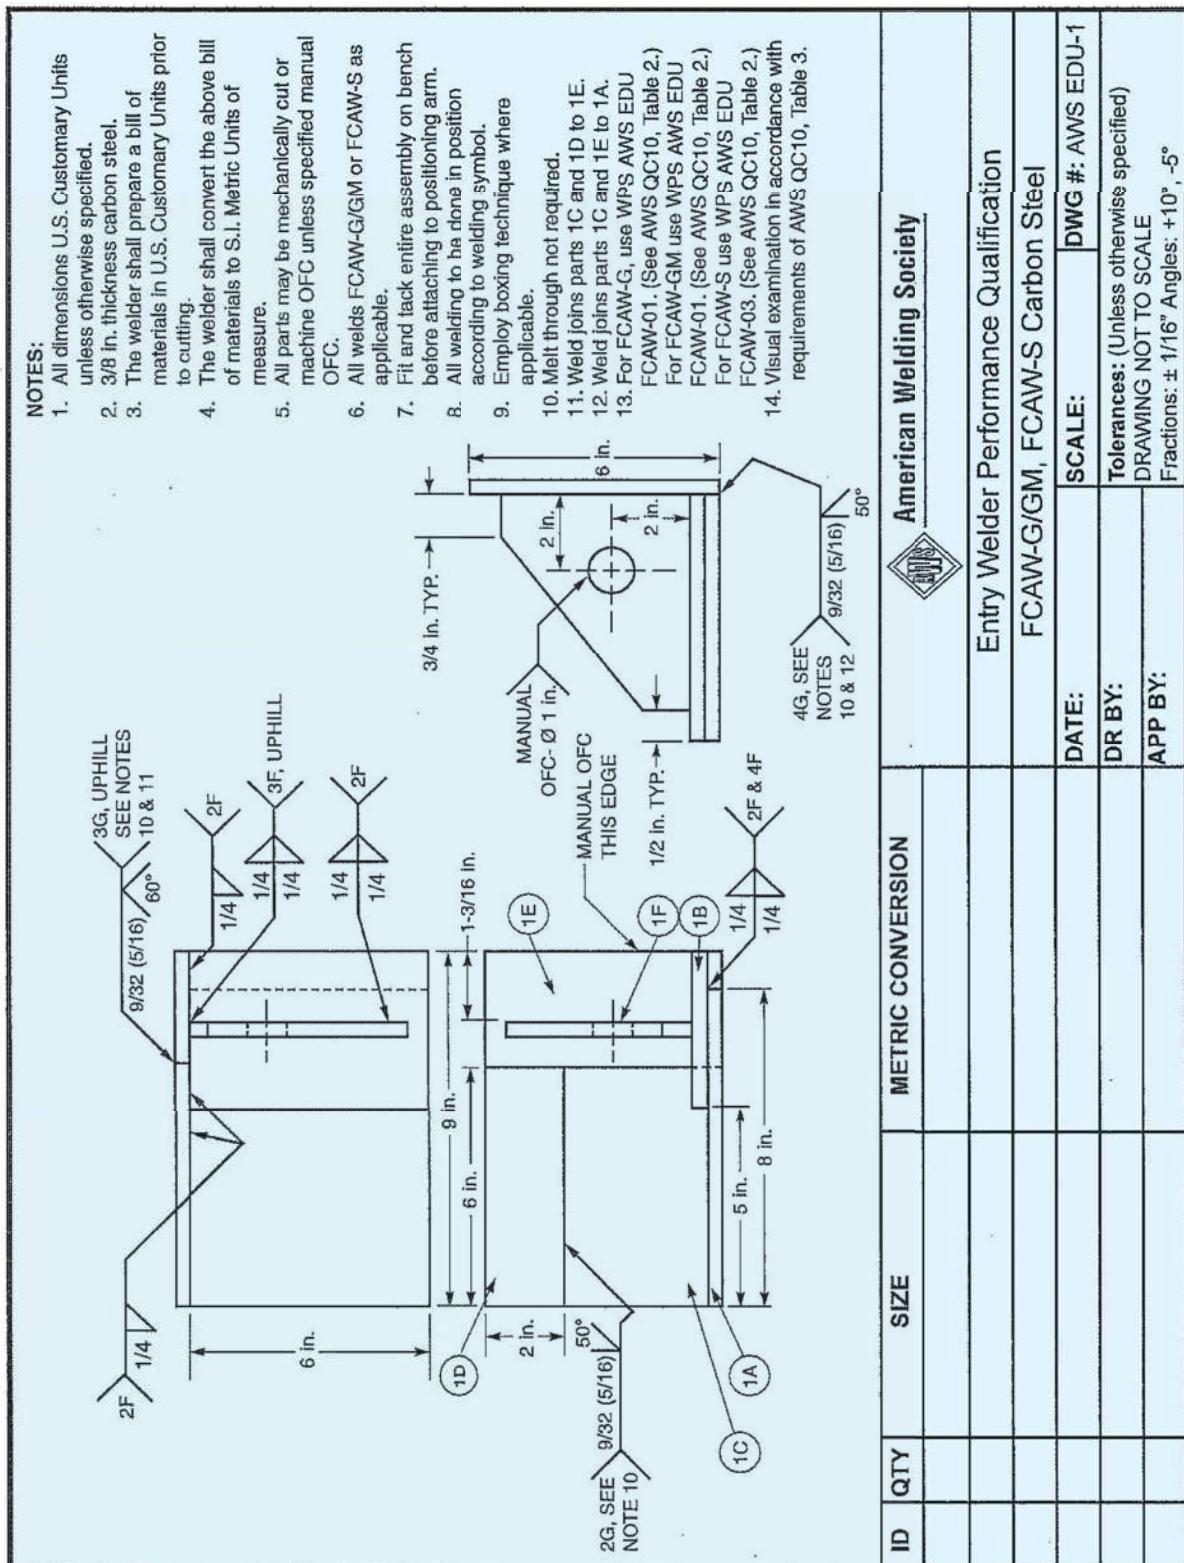 NOTES:
1. All dimensions U.S. Customary Units
unless otherwise specified.
2. 3/8 in. thickness carbon steel.
3. The welder shall prepare a bill of
materials in U.S. Customary Units prior
to cutting.
4. The welder shall convert the above bill
of materials to S.I. Metric Units of
measure.
5. All parts may be mechanically cut or
machine OFC unless specified manual
OFC.
6. All welds FCAW-G/GM or FCAW-S as
applicable.
7. Fit and tack entire assembly on bench
before attaching to positioning arm.
8. All welding to be done in position
according to welding symbol.
9. Employ boxing technique where
applicable.
10. Melt through not required.
11. Weld joins parts 1C and 1D to 1E.
12. Weld joins parts 1C and 1E to 1A.
13. For FCAW-G, use WPS AWS EDU
FCAW-01. (See AWS QC10, Table 2.)
For FCAW-GM use WPS AWS EDU
FCAW-01. (See AWS QC10, Table 2.)
For FCAW-S use WPS AWS EDU
FCAW-03. (See AWS QC10, Table 2.)
14. Visual examination in accordance with
requirements of AWS QC10, Table 3.
2F
1/4
6 in.
3G, UPHILL
SEE NOTES
10 & 11
9/32 (5/16)
60°
2F
1/4
3F, UPHILL
1/4
1/4
2F
1/4
1/4
9 in.
1-3/16 in.
6 in.
1D
2 in.
2G, SEE
NOTE 10
9/32 (5/16)
50°
1C
1A
5 in.
8 in.
1E
1F
1B
MANUAL OFC
THIS EDGE
1/4
1/4
2F & 4F
3/4 in. TYP.
MANUAL
OFC- Ø 1 in.
2 in.
2 in.
6 in.
1/2 in. TYP.
4G, SEE
NOTES
10 & 12
9/32 (5/16)
50°
ID
QTY
SIZE
METRIC CONVERSION
AWS
American Welding Society
Entry Welder Performance Qualification
FCAW-G/GM, FCAW-S Carbon Steel
DATE:
SCALE:
DWG #: AWS EDU-1
DR BY:
APP BY:
Tolerances: (Unless otherwise specified)
DRAWING NOT TO SCALE
Fractions: ± 1/16" Angles: +10°, -5°